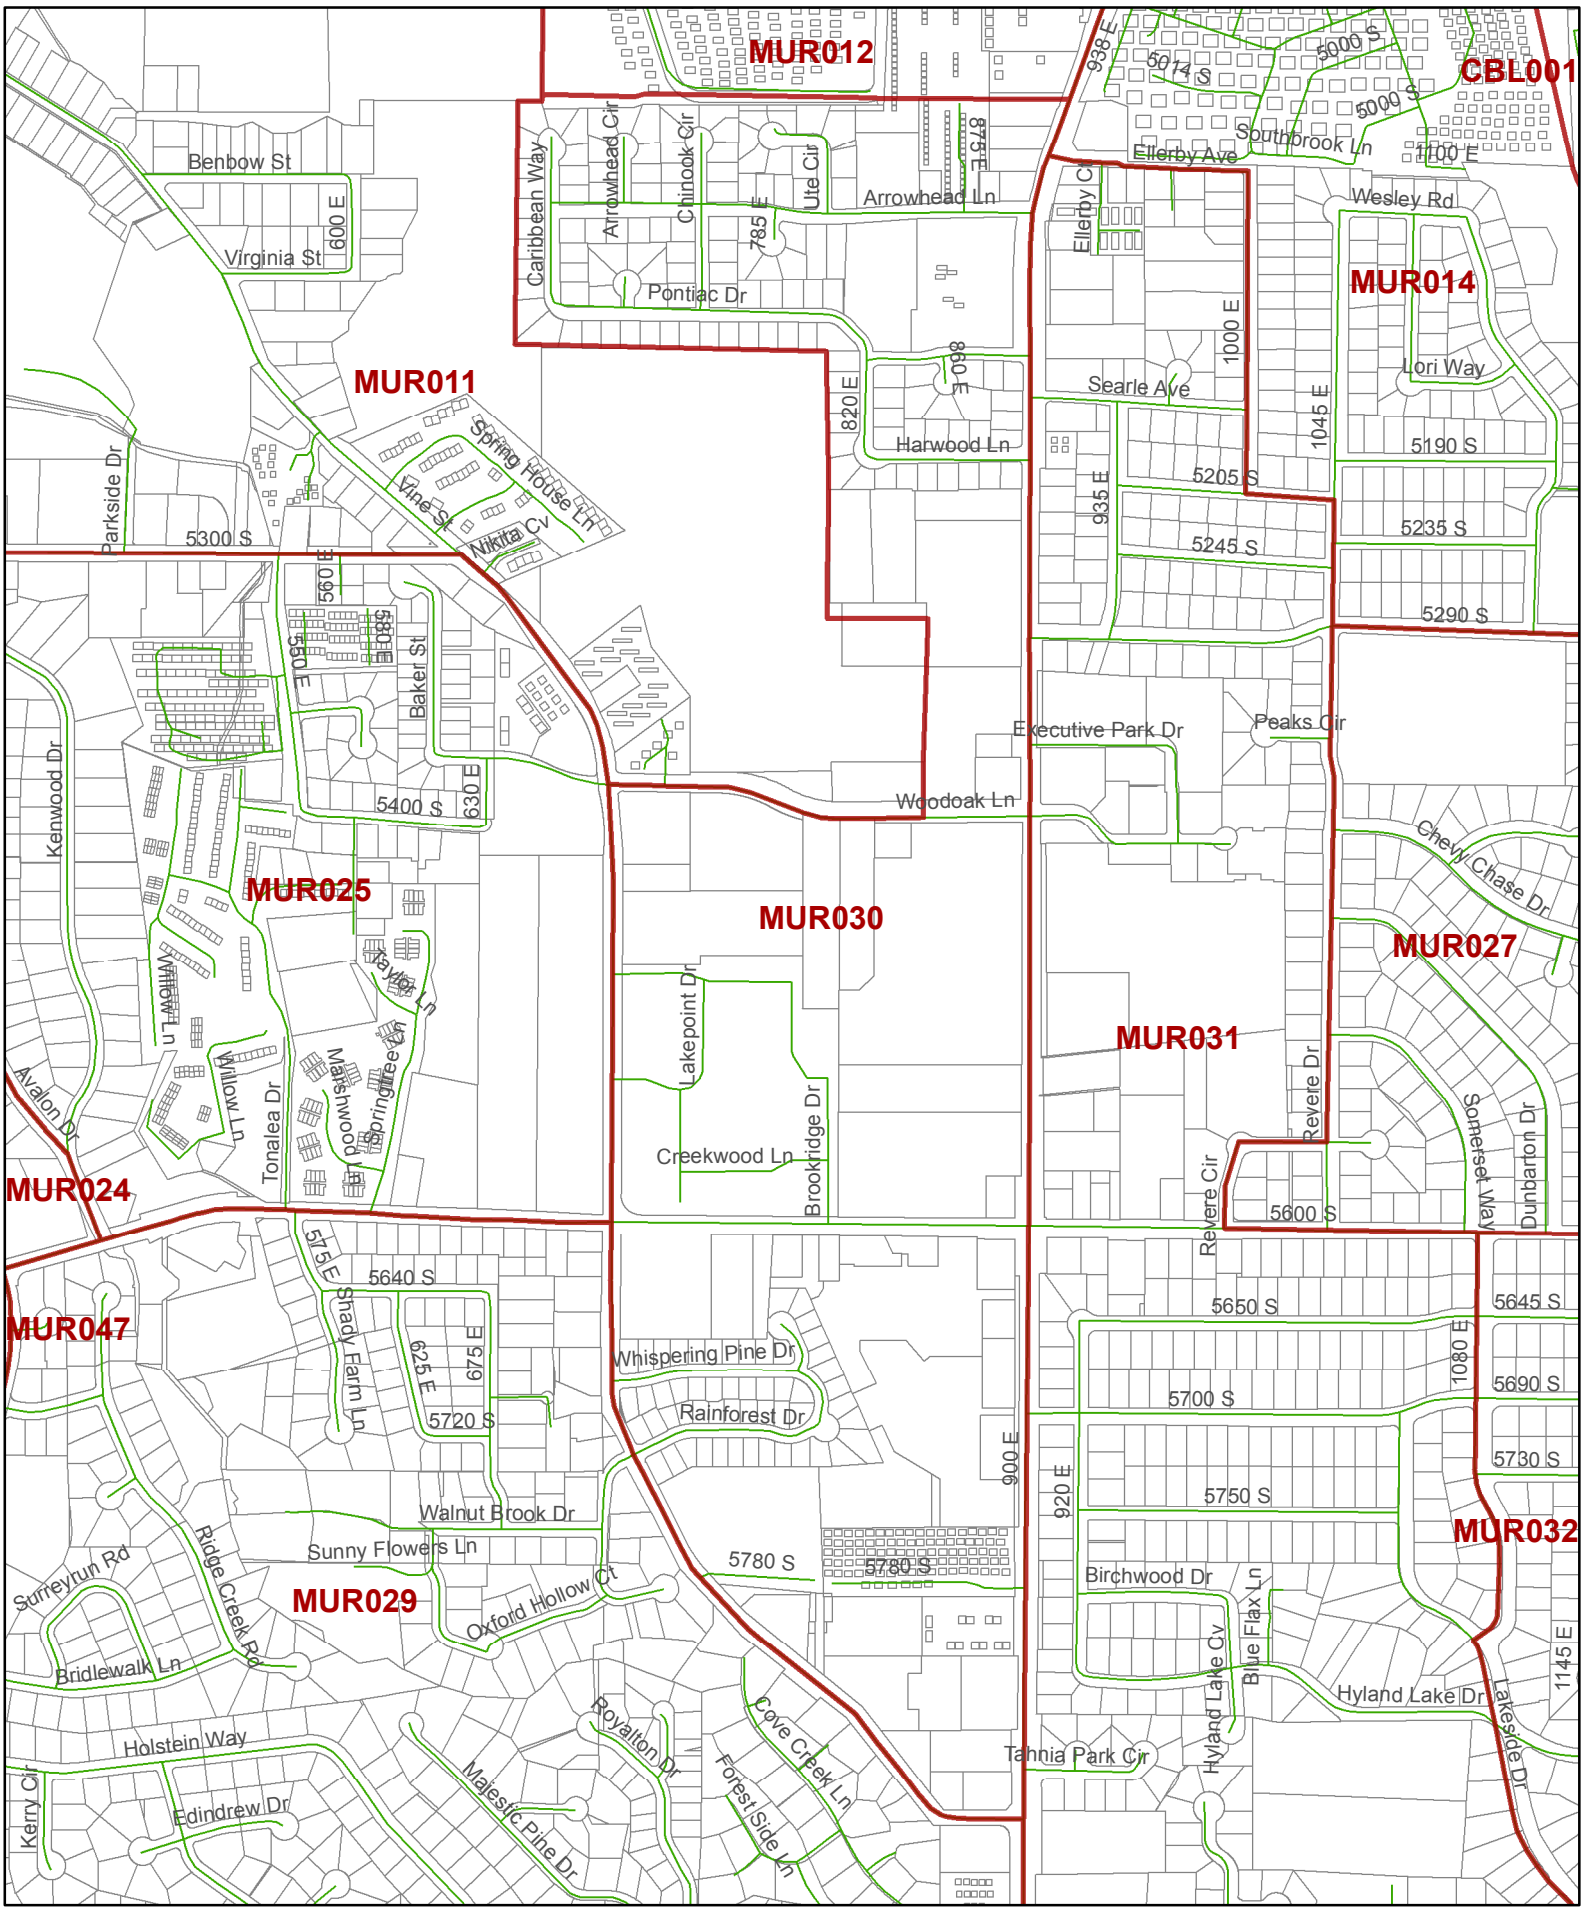 MUR012
938 E
5014 S
5000 S
CBL001
5000 S
Southbrook Ln
1100 E
Ellerby Ave
Benbow St
600 E
Virginia St
Caribbean Way
Arrowhead Cir
Chinook Cir
Ute Cir
875 E
Arrowhead Ln
785 E
Pontiac Dr
Ellerby Ct
Wesley Rd
MUR014
1000 E
Lori Way
MUR011
820 E
890 E
Harwood Ln
Searle Ave
1045 E
5190 S
5205 S
935 E
5235 S
5245 S
5290 S
Spring House Ln
Vine St
Nikita Cv
Parkside Dr
5300 S
560 E
580 E
550 E
Baker St
Kenwood Dr
5400 S
630 E
Executive Park Dr
Peaks Cir
Woodoak Ln
Chevy Chase Dr
MUR025
MUR030
MUR027
Taylor Ln
Willow Ln
Lakepoint Dr
MUR031
Willow Ln
Marshwood Ln
Springtree Ln
Tonalea Dr
Avalon Dr
Brookridge Dr
Creekwood Ln
Revere Dr
Somerset Way
Dunbarton Dr
Revere Cir
5600 S
MUR024
575 E
5640 S
Shady Farm Ln
625 E
675 E
5720 S
MUR047
Whispering Pine Dr
Rainforest Dr
5650 S
5645 S
1080 E
5690 S
5700 S
5730 S
900 E
920 E
5750 S
MUR032
Walnut Brook Dr
Sunny Flowers Ln
5780 S
5780 S
Birchwood Dr
Blue Flax Ln
Hyland Lake Cv
Hyland Lake Dr
1145 E
Lakeside Dr
Surreyrun Rd
Ridge Creek Rd
Bridlewalk Ln
MUR029
Oxford Hollow Ct
Holstein Way
Kerry Cir
Edindrew Dr
Majestic Pine Dr
Royalton Dr
Cove Creek Ln
Forest Side Ln
Tahnia Park Cir